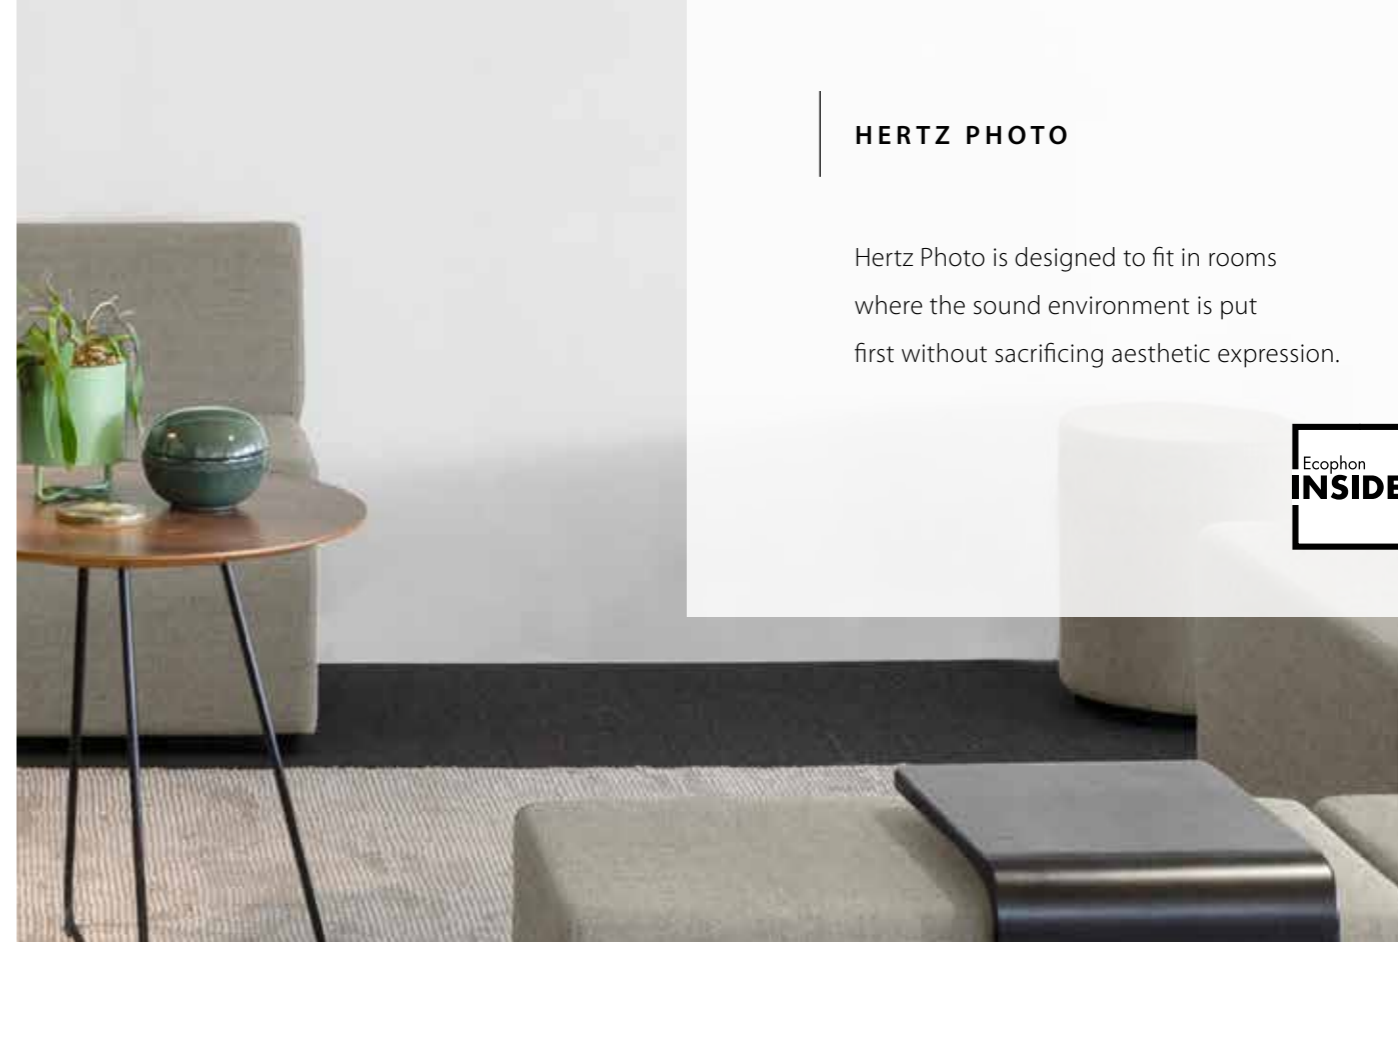 HERTZ PHOTO
Hertz Photo is designed to fit in rooms
where the sound environment is put
first without sacrificing aesthetic expression.
Ecophon
INSIDE